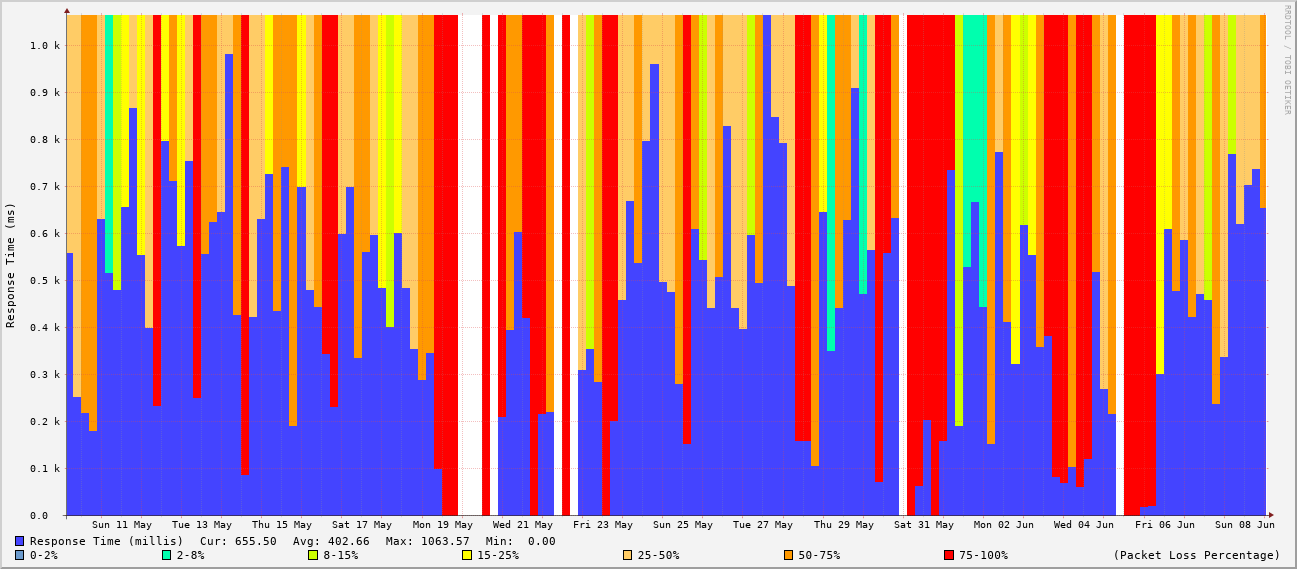 RRDTOOL / TOBI OETIKER
Response Time (ms)
1.0 k
0.9 k
0.8 k
0.7 k
0.6 k
0.5 k
0.4 k
0.3 k
0.2 k
0.1 k
0.0
Sun 11 May Tue 13 May Thu 15 May Sat 17 May Mon 19 May Wed 21 May Fri 23 May Sun 25 May Tue 27 May Thu 29 May Sat 31 May Mon 02 Jun Wed 04 Jun Fri 06 Jun Sun 08 Jun
Response Time (millis) Cur: 655.50 Avg: 402.66 Max: 1063.57 Min: 0.00
0-2% 2-8% 8-15% 15-25% 25-50% 50-75% 75-100% (Packet Loss Percentage)